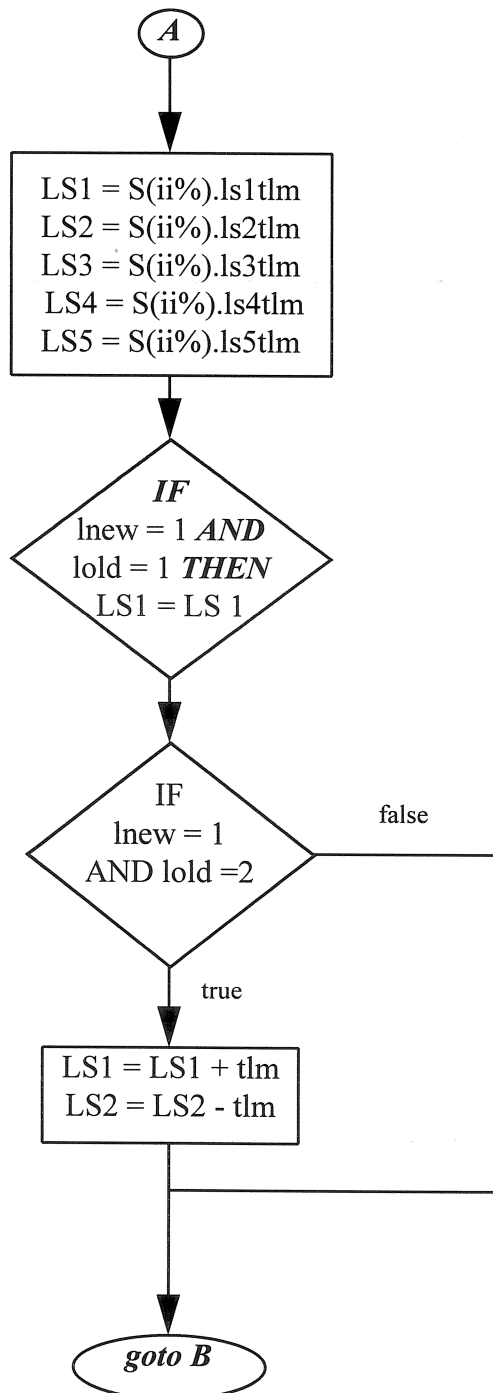 A
LS1 = S(ii%).ls1tlm
LS2 = S(ii%).ls2tlm
LS3 = S(ii%).ls3tlm
LS4 = S(ii%).ls4tlm
LS5 = S(ii%).ls5tlm
IF
lnew = 1 AND
lold = 1 THEN
LS1 = LS 1
IF
lnew = 1
AND lold =2
false
true
LS1 = LS1 + tlm
LS2 = LS2 - tlm
goto B